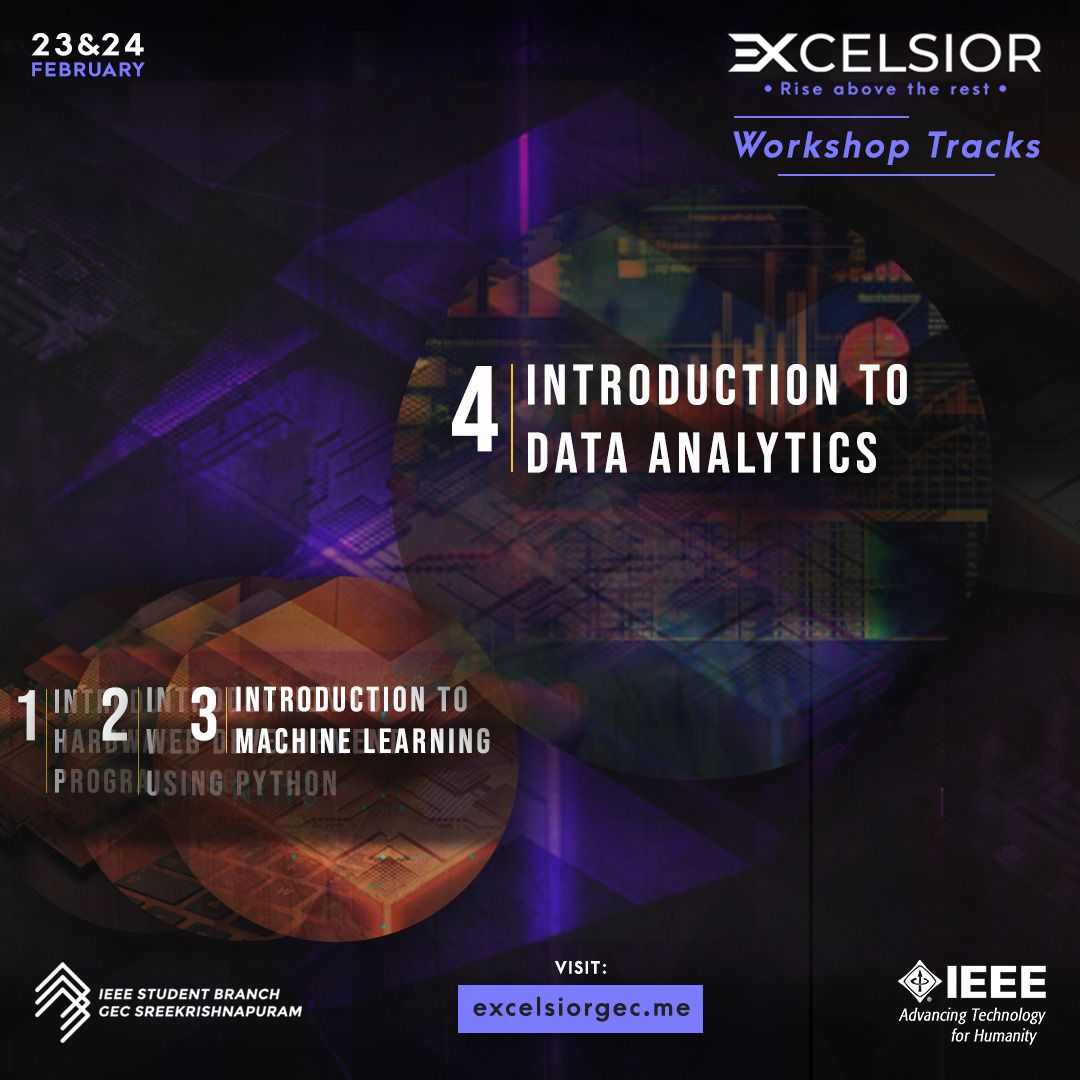 23&24
FEBRUARY
EXCELSIOR
• Rise above the rest •
Workshop Tracks
4
INTRODUCTION TO
DATA ANALYTICS
1
2
3
INTRODUCTION TO
MACHINE LEARNING
USING PYTHON
IEEE STUDENT BRANCH
GEC SREEKRISHNAPURAM
VISIT:
excelsiorgec.me
IEEE
Advancing Technology
for Humanity